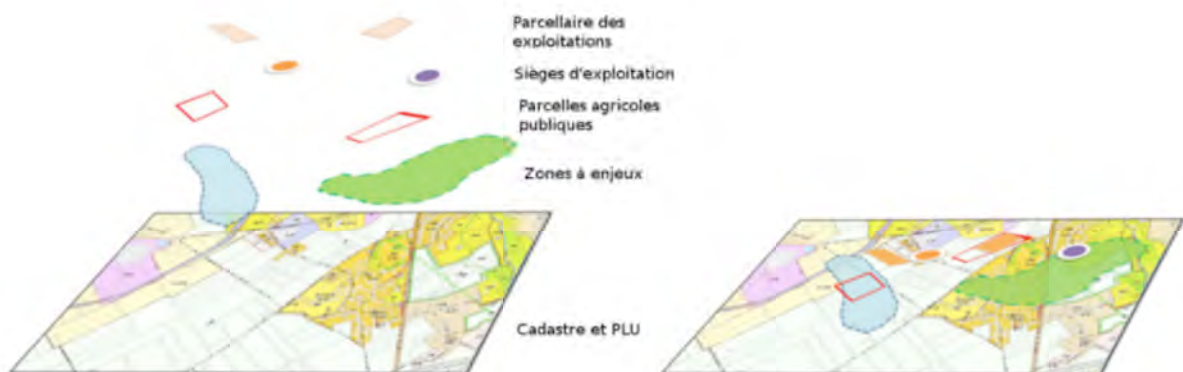 Parcellaire des
exploitations
Sièges d'exploitation
Parcelles agricoles
publiques
Zones à enjeux
Cadastre et PLU